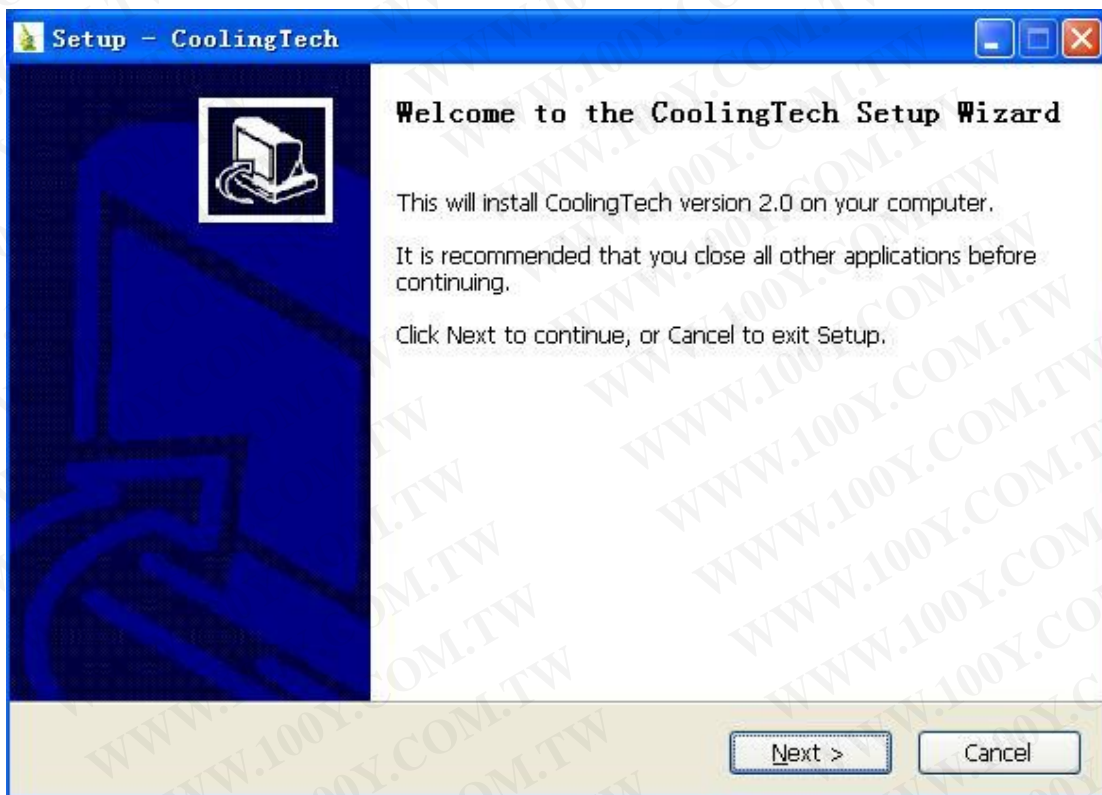 Setup - CoolingTech
Welcome to the CoolingTech Setup Wizard
This will install CoolingTech version 2.0 on your computer.
It is recommended that you close all other applications before
continuing.
Click Next to continue, or Cancel to exit Setup.
WWW.100Y.COM.TW
Next >
Cancel